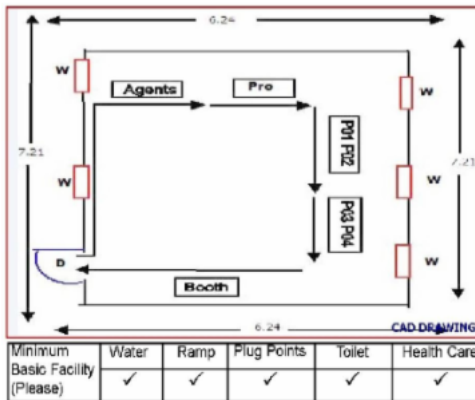 6.24
W
W
Agents
Pro
W
7.21
P01 P02
7.21
W
W
P03 P04
D
W
Booth
6.24
CAD DRAWING
Minimum Basic Facility (Please)
Water
Ramp
Plug Points
Toilet
Health Care
✓ ✓ ✓ ✓ ✓